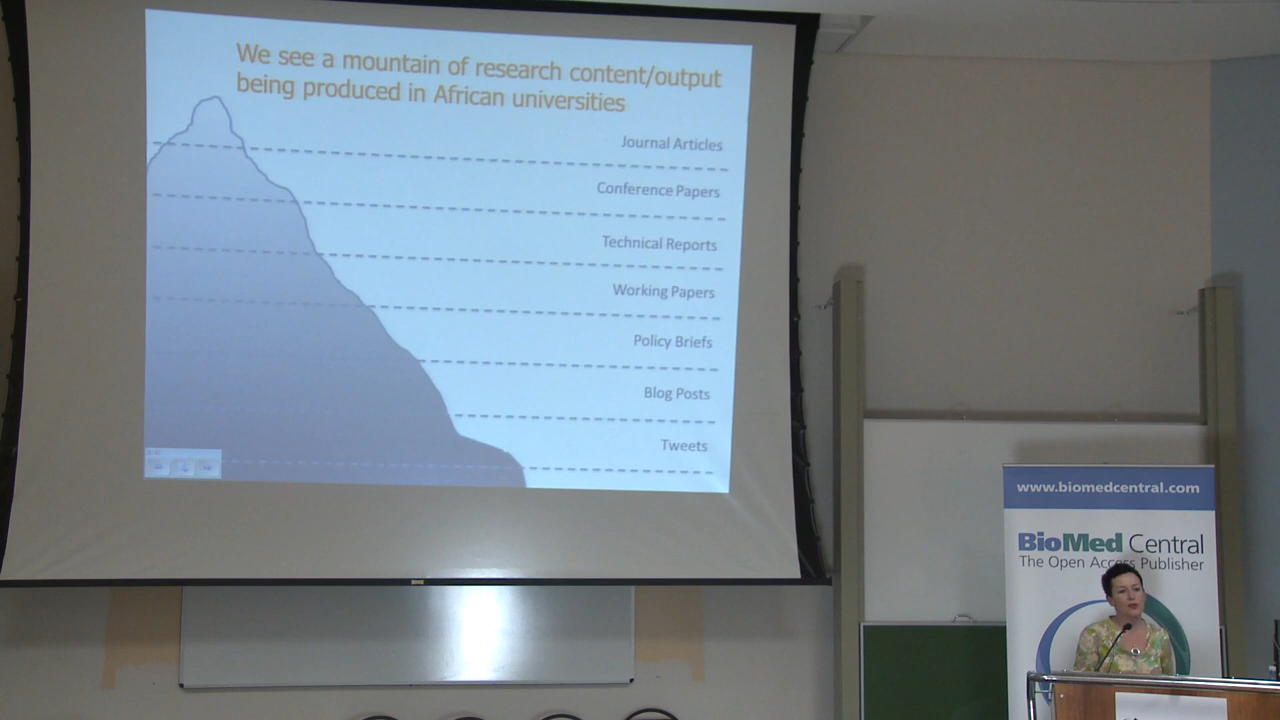 We see a mountain of research content/output
being produced in African universities
Journal Articles
Conference Papers
Technical Reports
Working Papers
Policy Briefs
Blog Posts
Tweets
www.biomedcentral.com
BioMed Central
The Open Access Publisher